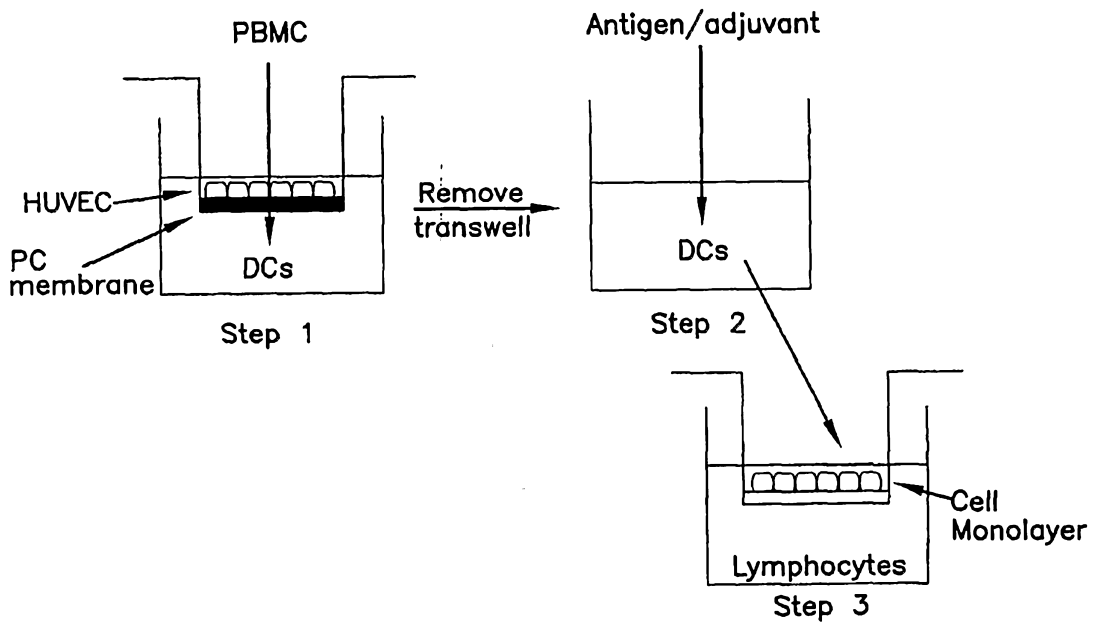 PBMC
HUVEC
PC
membrane
DCs
Step 1
Remove
transwell
Antigen/adjuvant
DCs
Step 2
Cell
Monolayer
Lymphocytes
Step 3